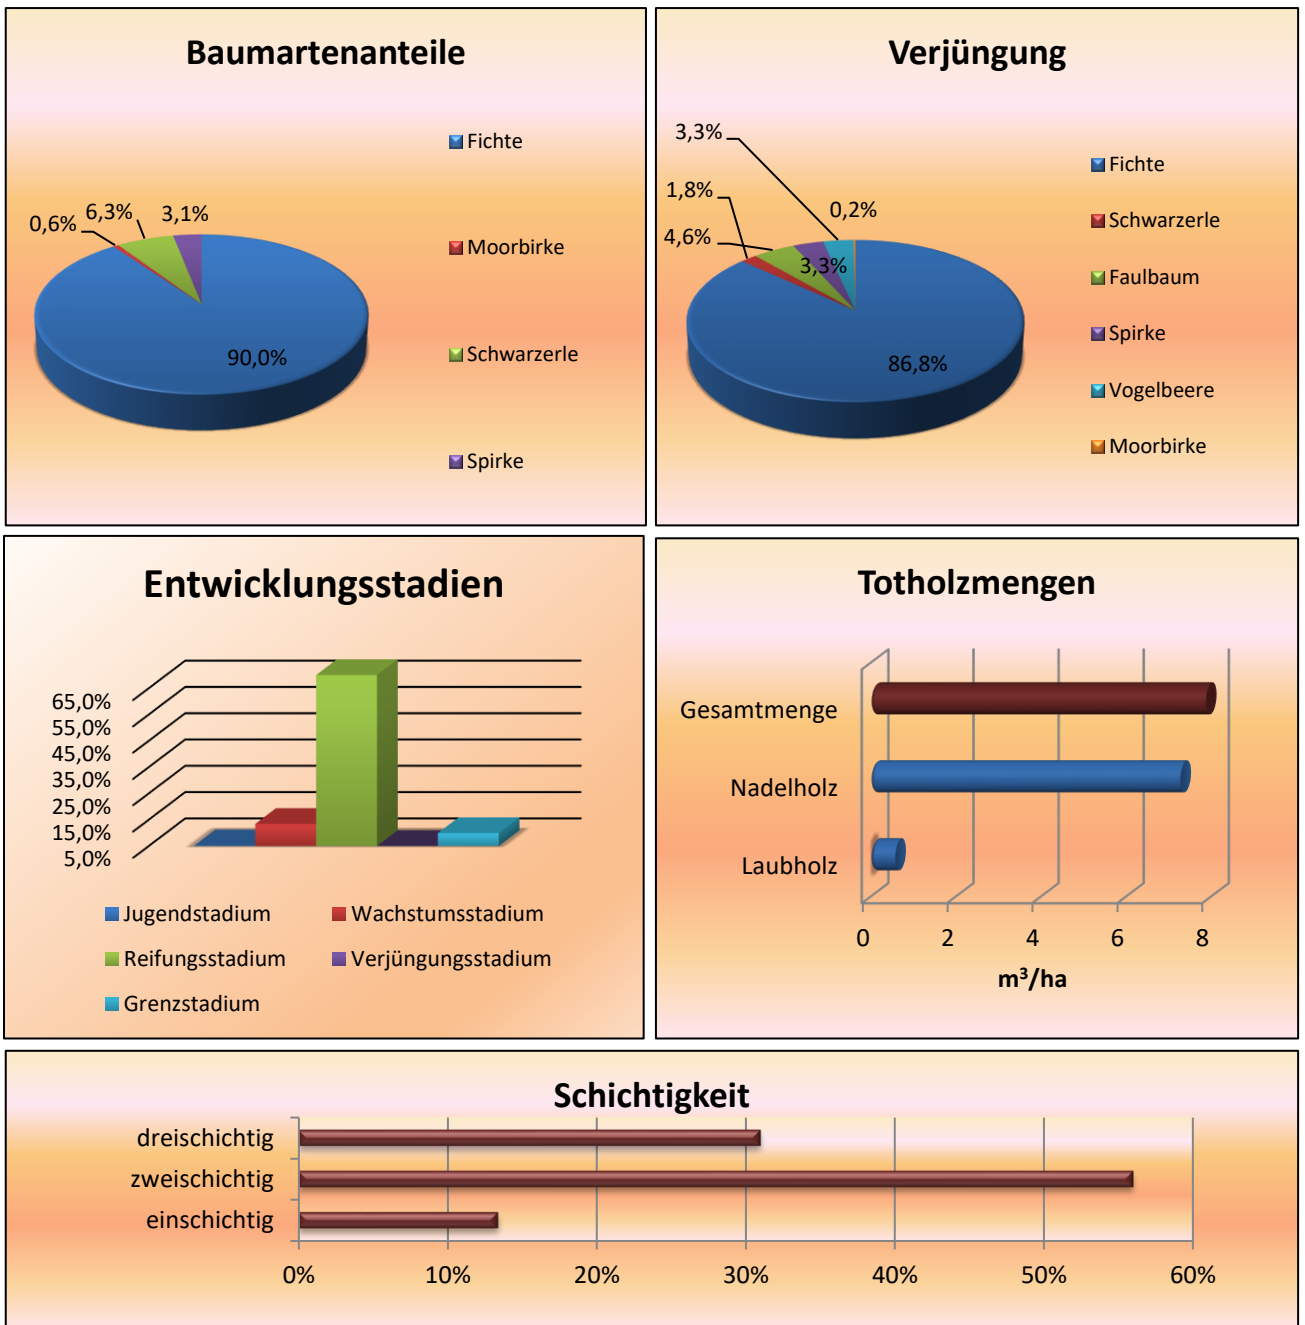 Baumartenanteile
0,6%
6,3%
3,1%
90,0%
Fichte
Moorbirke
Schwarzerle
Spirke
Verjüngung
3,3%
1,8%
4,6%
3,3%
0,2%
86,8%
Fichte
Schwarzerle
Faulbaum
Spirke
Vogelbeere
Moorbirke
Entwicklungsstadien
65,0%
55,0%
45,0%
35,0%
25,0%
15,0%
5,0%
Jugendstadium Wachstumsstadium
Reifungsstadium Verjüngungsstadium
Grenzstadium
Totholzmengen
Gesamtmenge
Nadelholz
Laubholz
0 2 4 6 8
m³/ha
Schichtigkeit
dreischichtig
zweischichtig
einschichtig
0% 10% 20% 30% 40% 50% 60%